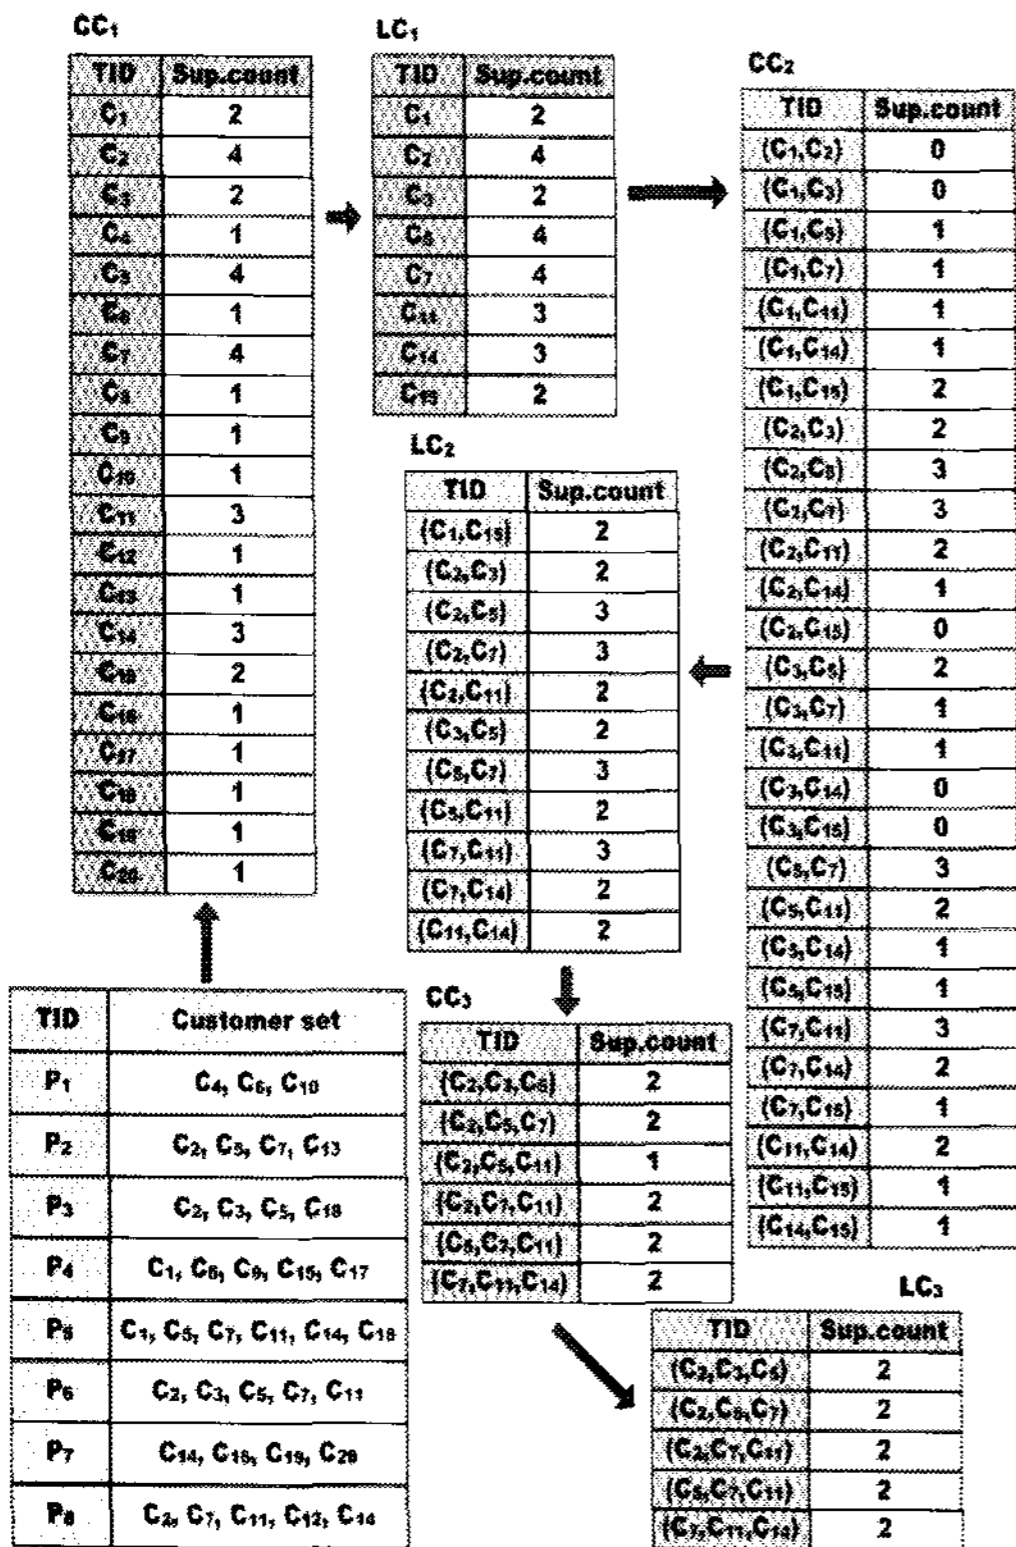 CC₁
TID Sup.count
C₁ 2
C₂ 4
C₃ 2
C₄ 1
C₅ 4
C₆ 1
C₇ 4
C₈ 1
C₉ 1
C₁₀ 1
C₁₁ 3
C₁₂ 1
C₁₃ 1
C₁₄ 3
C₁₅ 2
C₁₆ 1
C₁₇ 1
C₁₈ 1
C₁₉ 1
C₂₀ 1
LC₁
TID Sup.count
C₁ 2
C₂ 4
C₃ 2
C₅ 4
C₇ 4
C₁₁ 3
C₁₄ 3
C₁₅ 2
CC₂
TID Sup.count
(C₁,C₂) 0
(C₁,C₃) 0
(C₁,C₅) 1
(C₁,C₇) 1
(C₁,C₁₁) 1
(C₁,C₁₄) 1
(C₁,C₁₅) 2
(C₂,C₃) 2
(C₂,C₅) 3
(C₂,C₇) 3
(C₂,C₁₁) 2
(C₂,C₁₄) 1
(C₂,C₁₅) 0
(C₃,C₅) 2
(C₃,C₇) 1
(C₃,C₁₁) 1
(C₃,C₁₄) 0
(C₃,C₁₅) 0
(C₅,C₇) 3
(C₅,C₁₁) 2
(C₅,C₁₄) 1
(C₅,C₁₅) 1
(C₇,C₁₁) 3
(C₇,C₁₄) 2
(C₇,C₁₅) 1
(C₁₁,C₁₄) 2
(C₁₁,C₁₅) 1
(C₁₄,C₁₅) 1
LC₂
TID Sup.count
(C₁,C₁₅) 2
(C₂,C₃) 2
(C₂,C₅) 3
(C₂,C₇) 3
(C₂,C₁₁) 2
(C₃,C₅) 2
(C₅,C₇) 3
(C₅,C₁₁) 2
(C₇,C₁₁) 3
(C₇,C₁₄) 2
(C₁₁,C₁₄) 2
TID Customer set
P₁ C₄, C₆, C₁₀
P₂ C₂, C₅, C₇, C₁₃
P₃ C₂, C₃, C₅, C₁₈
P₄ C₁, C₈, C₉, C₁₅, C₁₇
P₅ C₁, C₅, C₇, C₁₁, C₁₄, C₁₅
P₆ C₂, C₃, C₅, C₇, C₁₁
P₇ C₁₄, C₁₆, C₁₉, C₂₀
P₈ C₂, C₇, C₁₁, C₁₂, C₁₄
CC₃
TID Sup.count
(C₂,C₃,C₅) 2
(C₂,C₅,C₇) 2
(C₂,C₅,C₁₁) 1
(C₂,C₇,C₁₁) 2
(C₅,C₇,C₁₁) 2
(C₇,C₁₁,C₁₄) 2
LC₃
TID Sup.count
(C₂,C₃,C₅) 2
(C₂,C₅,C₇) 2
(C₂,C₇,C₁₁) 2
(C₅,C₇,C₁₁) 2
(C₇,C₁₁,C₁₄) 2